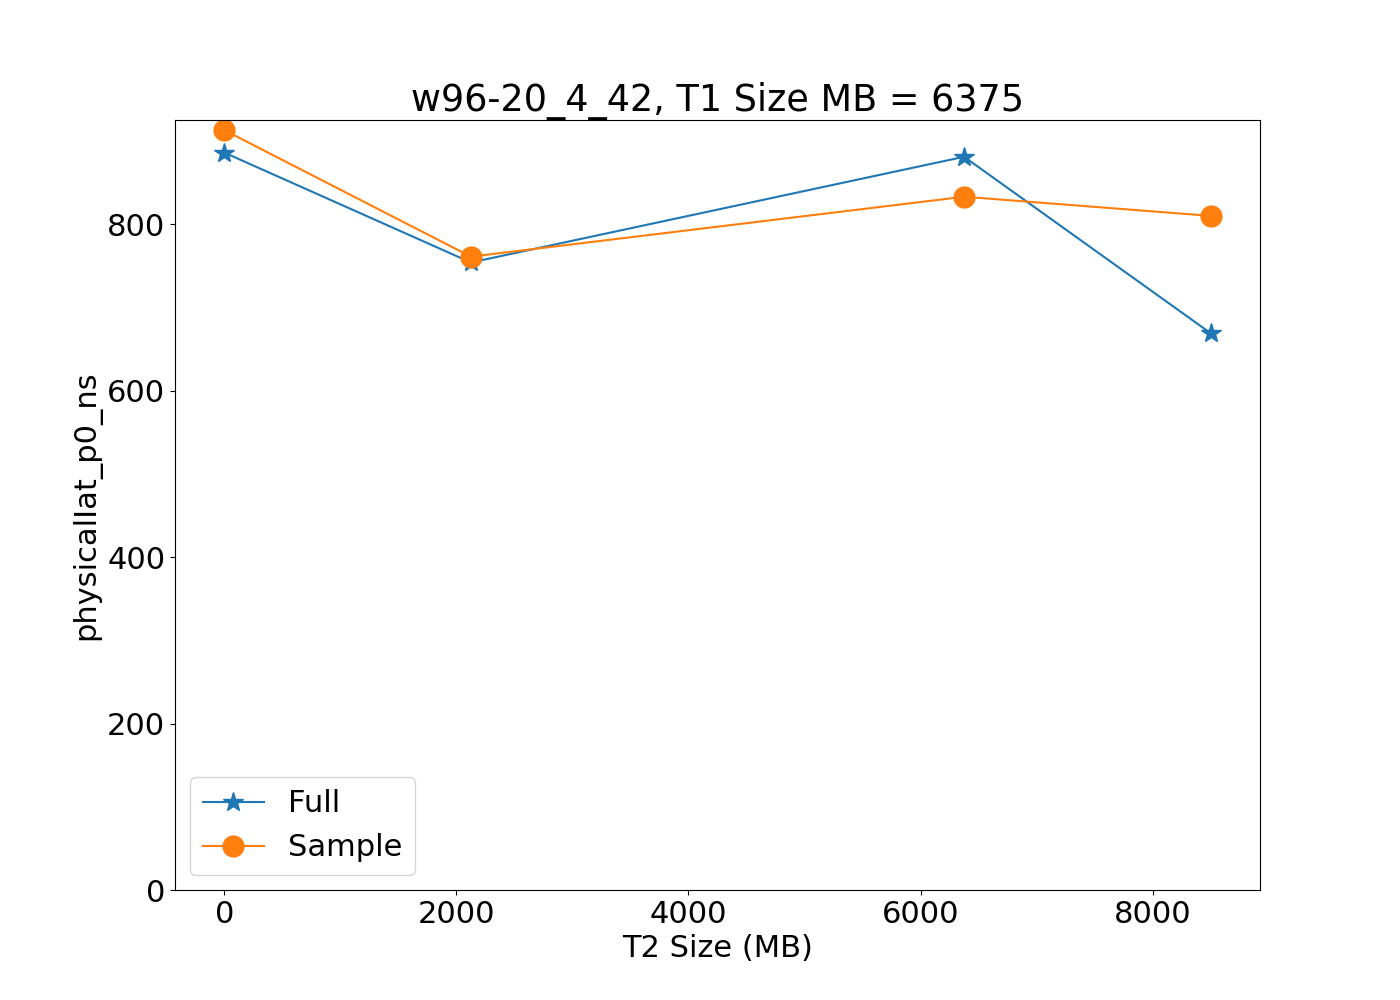 w96-20_4_42, T1 Size MB = 6375
physicallat_p0_ns
800
600
400
200
0
Full
Sample
0 2000 4000 6000 8000
T2 Size (MB)